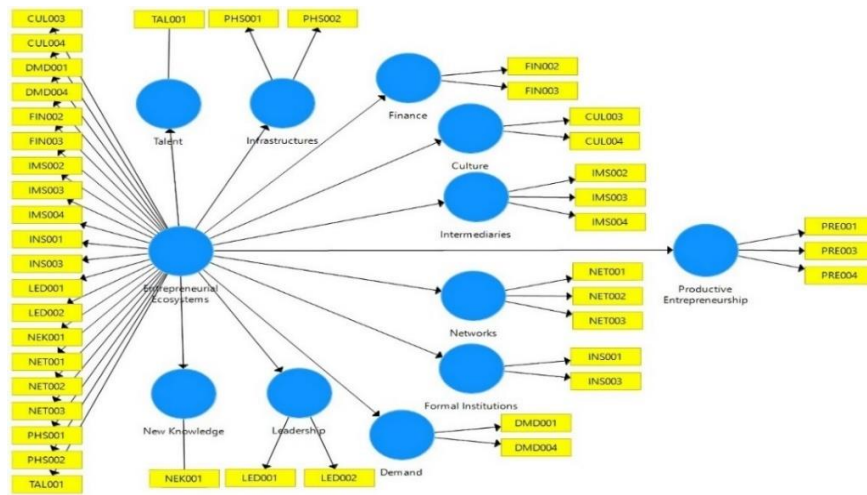 CUL003
CUL004
DMD001
DMD004
FIN002
FIN003
IMS002
IMS003
IMS004
INS001
INS003
LED001
LED002
NEK001
NET001
NET002
NET003
PHS001
PHS002
TAL001
TAL001
PHS001
PHS002
Talent
Infrastructures
Finance
FIN002
FIN003
Culture
CUL003
CUL004
Intermediaries
IMS002
IMS003
IMS004
Entrepreneurial
Ecosystems
Productive
Entrepreneurship
PRE001
PRE003
PRE004
Networks
NET001
NET002
NET003
Formal Institutions
INS001
INS003
New Knowledge
Leadership
Demand
DMD001
DMD004
NEK001
LED001
LED002